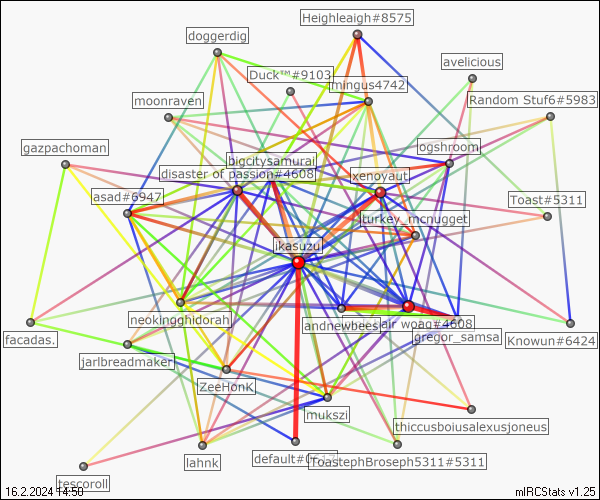 Heighleaigh#8575
doggerdig
avelicious
Duck™#9103
mingus4742
moonraven
Random Stuf6#5983
gazpachoman
ogshroom
bigcitysamurai
disaster of passion#4608
xenoyaut
asad#6947
Toast#5311
turkey_mcnugget
ikasuzu
neokingghidorah
andrewbees
air woag#4608
facadas.
gregor_samsa
Knowun#6424
jarlbreadmaker
ZeeHonk
mukszi
thiccusboiusalexusjoneus
lahnk
default#0
ToastephBroseph5311#5311
tescoroll
16.2.2024 14:50
mIRCStats v1.25